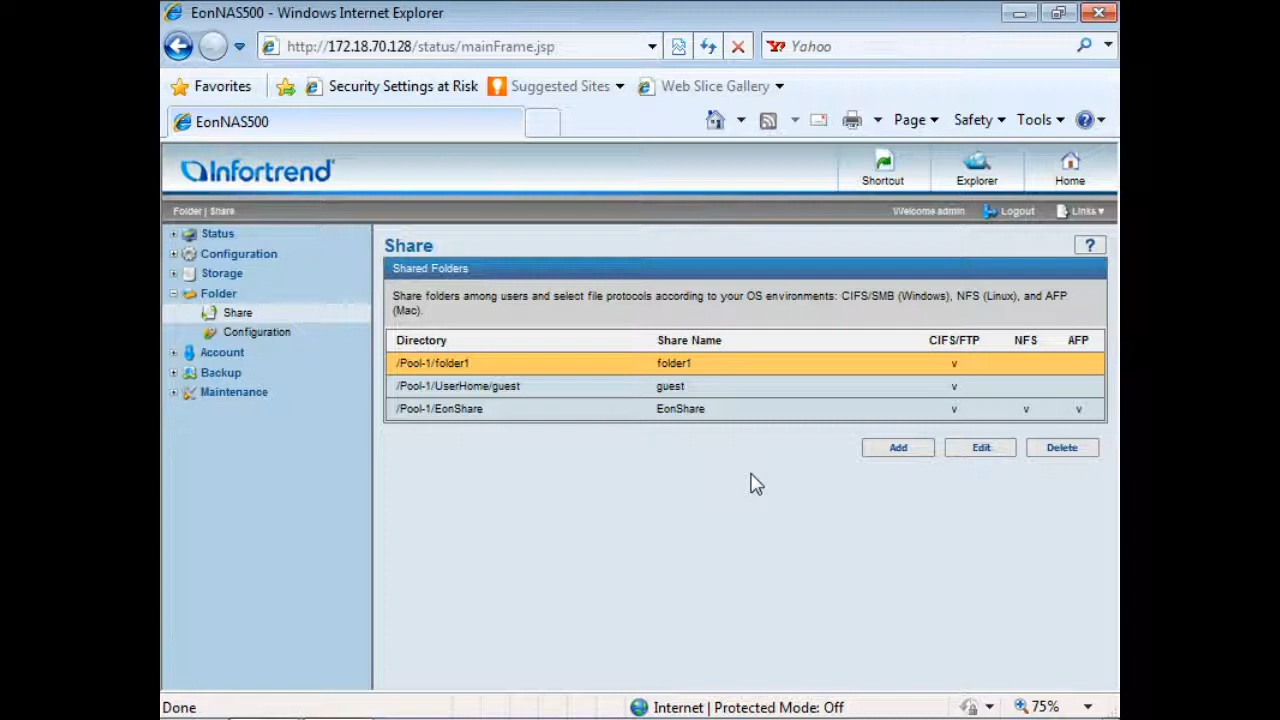 EonNAS500 - Windows Internet Explorer
http://172.18.70.128/status/mainFrame.jsp
Yahoo
Favorites
Security Settings at Risk
Suggested Sites
Web Slice Gallery
EonNAS500
Page
Safety
Tools
Infortrend
Shortcut
Explorer
Home
Folder | Share
Welcome admin
Logout
Links
Status
Configuration
Storage
Folder
Share
Configuration
Account
Backup
Maintenance
Share
?
Shared Folders
Share folders among users and select file protocols according to your OS environments: CIFS/SMB (Windows), NFS (Linux), and AFP
(Mac).
Directory Share Name CIFS/FTP NFS AFP
/Pool-1/folder1 folder1 v
/Pool-1/UserHome/guest guest v
/Pool-1/EonShare EonShare v v v
Add Edit Delete
Done
Internet | Protected Mode: Off
75%